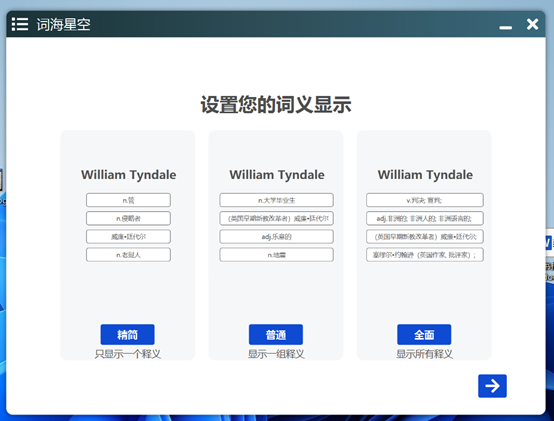 词海星空
设置您的词义显示
William Tyndale
n.营
n.侵略者
威廉•廷代尔
n.老挝人
精简
只显示一个释义
William Tyndale
n.大学毕业生
(英国早期新教改革者) 威廉•廷代尔
adj.乐意的
n.地震
普通
显示一组释义
William Tyndale
v.判决; 宣判;
adj. 非洲的; 非洲人的; 非洲语言的;
(英国早期新教改革者) 威廉•廷代尔;
塞缪尔•约翰逊 (英国作家, 批评家) ;
全面
显示所有释义